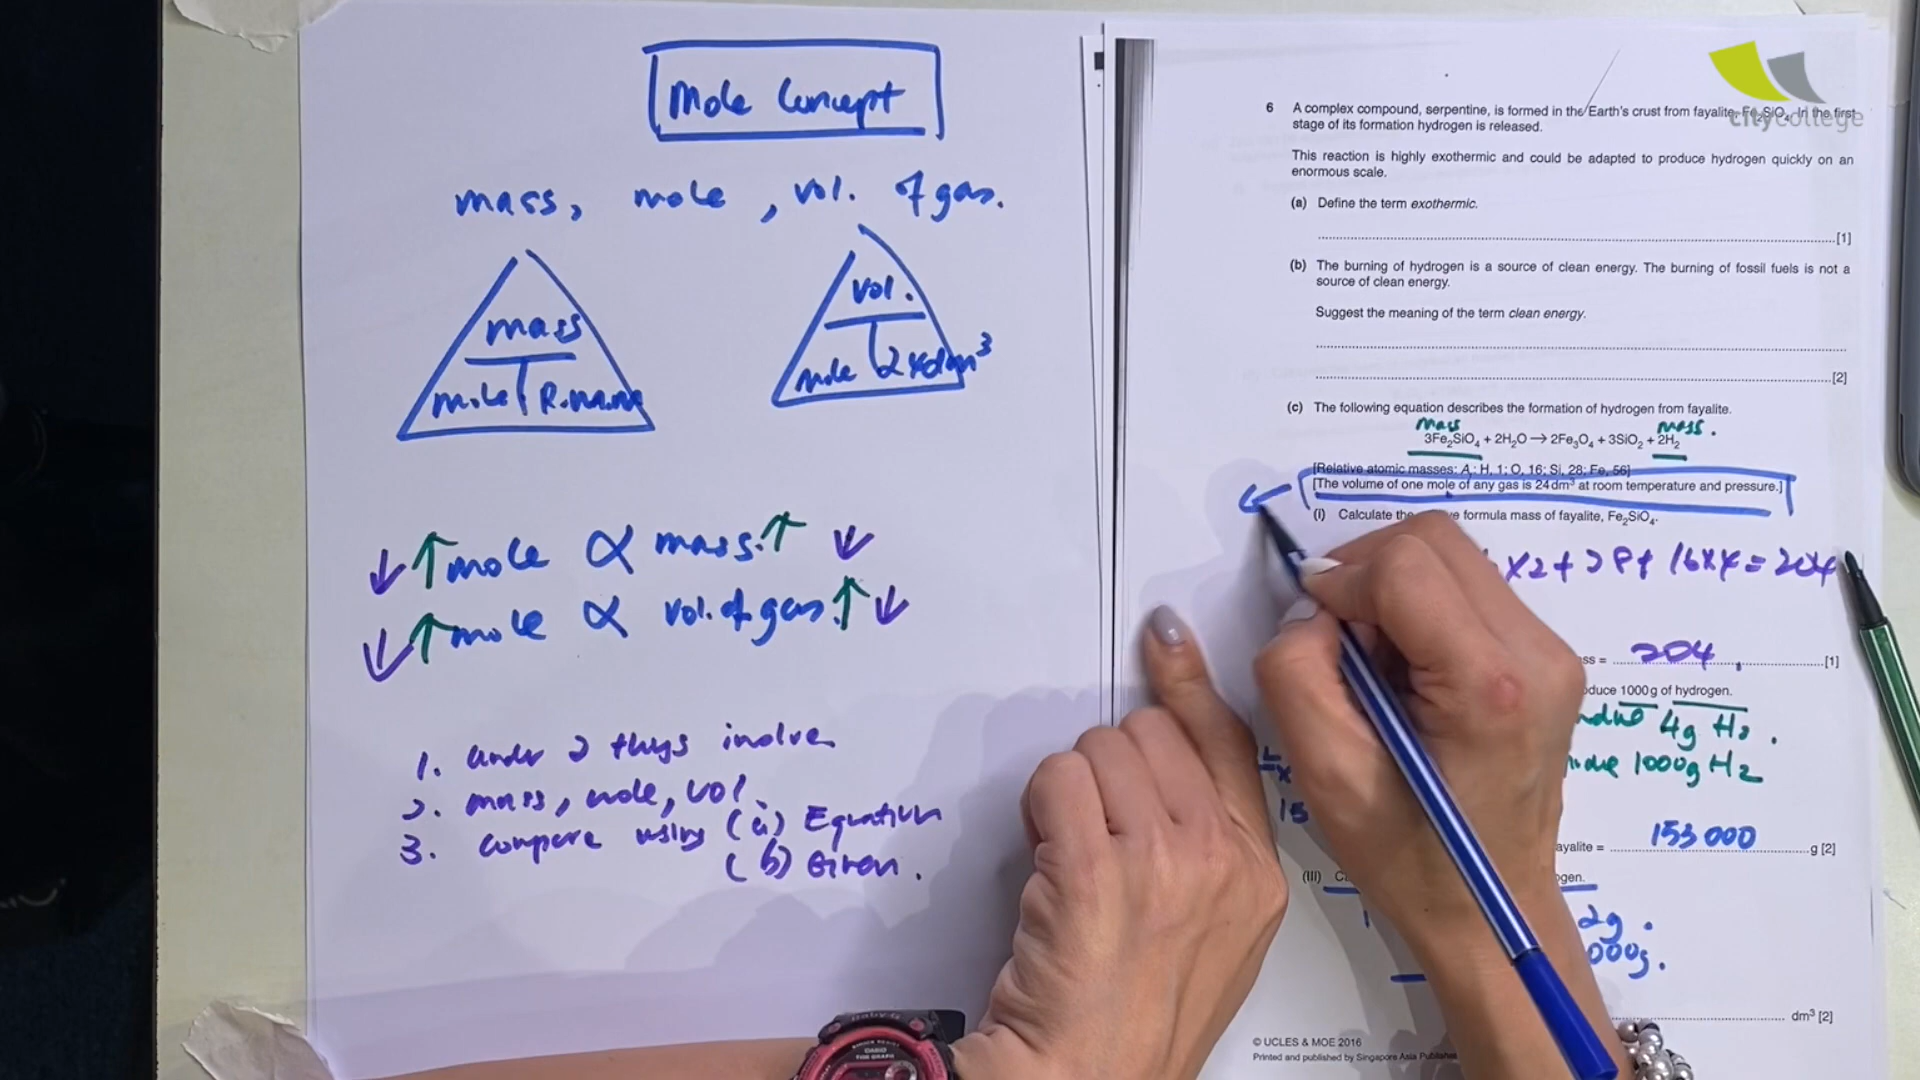 Mole Concept
mass, mole, vol. of gas.
mass
mole
vol.
mole 24dm³
↓↑mole ∝ mass.↑ ↓
↓↑mole ∝ vol. of gas.↑↓
1. 2 things involve
2. mass, mole, vol.
3. compare using (a) Equation
(b) Given.
citycollege
6 A complex compound, serpentine, is formed in the Earth's crust from fayalite, Fe₂SiO₄. In the first
stage of its formation hydrogen is released.
This reaction is highly exothermic and could be adapted to produce hydrogen quickly on an
enormous scale.
(a) Define the term exothermic.
[1]
(b) The burning of hydrogen is a source of clean energy. The burning of fossil fuels is not a
source of clean energy.
Suggest the meaning of the term clean energy.
[2]
(c) The following equation describes the formation of hydrogen from fayalite.
mass mass.
3Fe₂SiO₄ + 2H₂O → 2Fe₃O₄ + 3SiO₂ + 2H₂
[Relative atomic masses: Aᵣ: H, 1; O, 16; Si, 28; Fe, 56]
[The volume of one mole of any gas is 24 dm³ at room temperature and pressure.]
(i) Calculate the formula mass of fayalite, Fe₂SiO₄.
x2+28+16x4=204
= 204 [1]
1000 g of hydrogen.
4g H₂.
1000g H₂
15
= 153 000 g [2]
(iii)
2g.
000g.
dm³ [2]
© UCLES & MOE 2016
Printed and published by Singapore Asia
Baby-G
CASIO